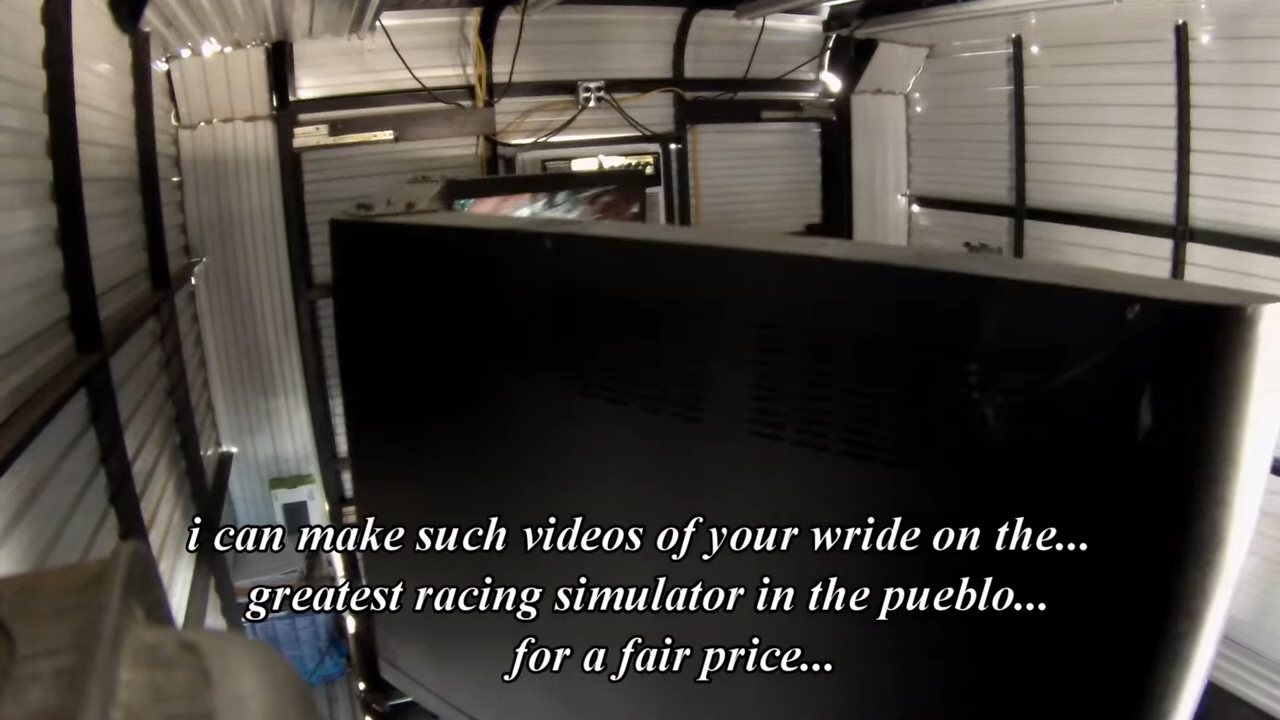 i can make such videos of your wride on the...
greatest racing simulator in the pueblo...
for a fair price...